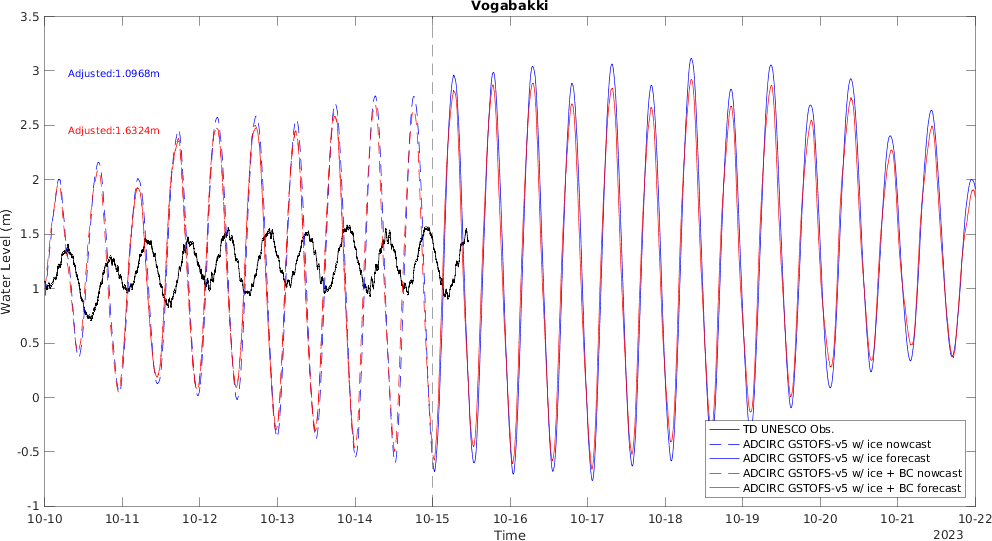 Vogabakki
3.5
3
2.5
2
1.5
1
0.5
0
-0.5
-1
Water Level (m)
Adjusted:1.0968m
Adjusted:1.6324m
TD UNESCO Obs.
ADCIRC GSTOFS-v5 w/ ice nowcast
ADCIRC GSTOFS-v5 w/ ice forecast
ADCIRC GSTOFS-v5 w/ ice + BC nowcast
ADCIRC GSTOFS-v5 w/ ice + BC forecast
10-10 10-11 10-12 10-13 10-14 10-15 10-16 10-17 10-18 10-19 10-20 10-21 10-22
Time
2023